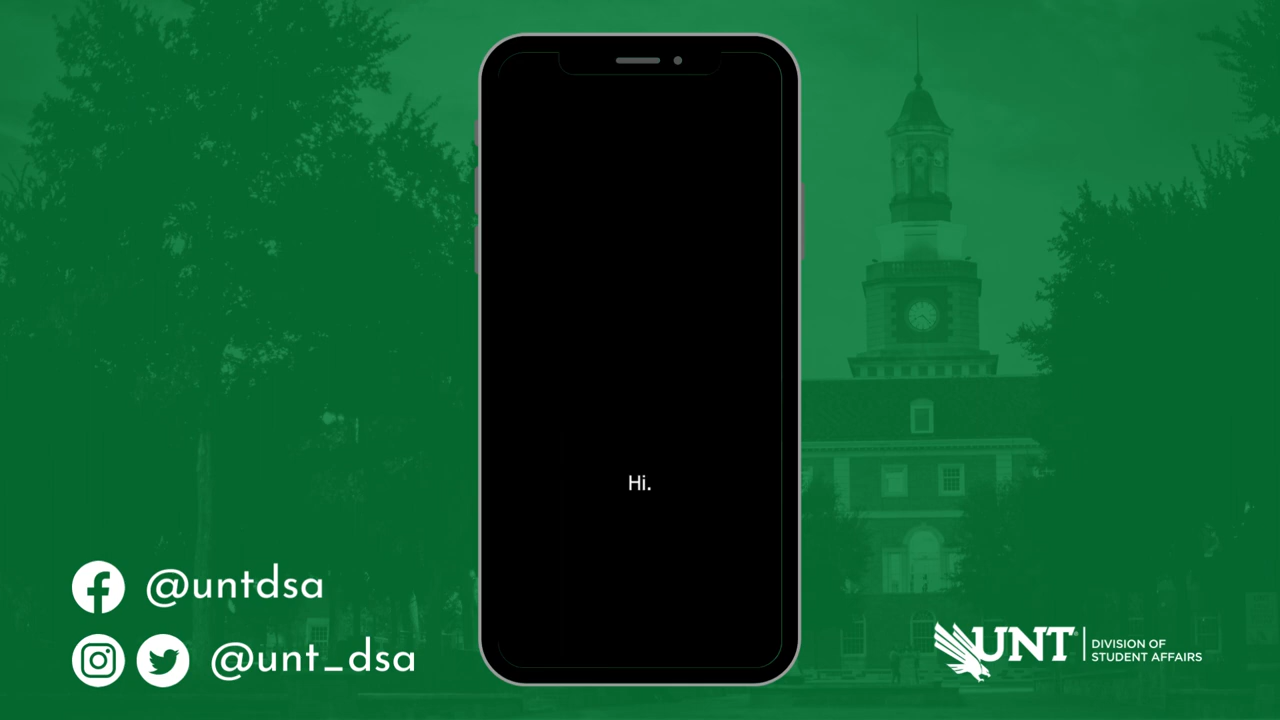 Hi.
@untdsa
@unt_dsa
UNT
DIVISION OF
STUDENT AFFAIRS